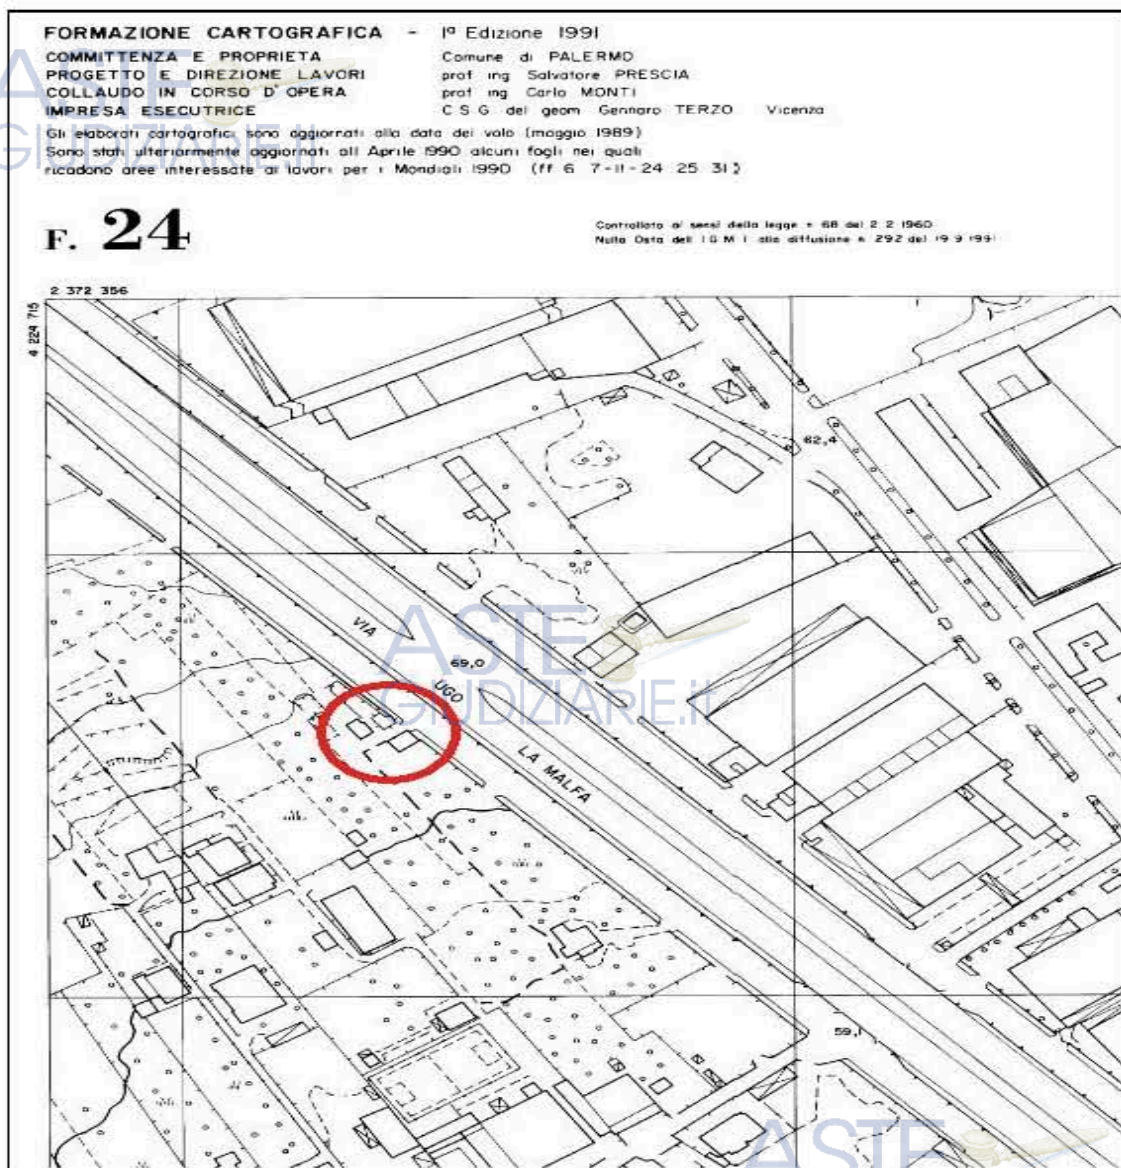 FORMAZIONE CARTOGRAFICA - 1ª Edizione 1991
COMMITTENZA E PROPRIETA Comune di PALERMO
PROGETTO E DIREZIONE LAVORI prof ing Salvatore PRESCIA
COLLAUDO IN CORSO D'OPERA prof ing Carlo MONTI
IMPRESA ESECUTRICE C S G del geom Gennaro TERZO Vicenza
Gli elaborati cartografici sono aggiornati alla data del volo (maggio 1989)
Sono stati ulteriormente aggiornati all Aprile 1990 alcuni fogli nei quali
ricadono aree interessate ai lavori per i Mondiali 1990 (ff 6 7-11-24 25 31)
F. 24
Controllato ai sensi della legge n 68 del 2 2 1960
Nulla Osta dell I G M I alla diffusione n 292 del 19 9 1991
2 372 356
4 224 715
62,4
VIA
69,0
UGO
LA MALFA
59,1
ASTE
GIUDIZIARIE.it
ASTE
GIUDIZIARIE.it
ASTE